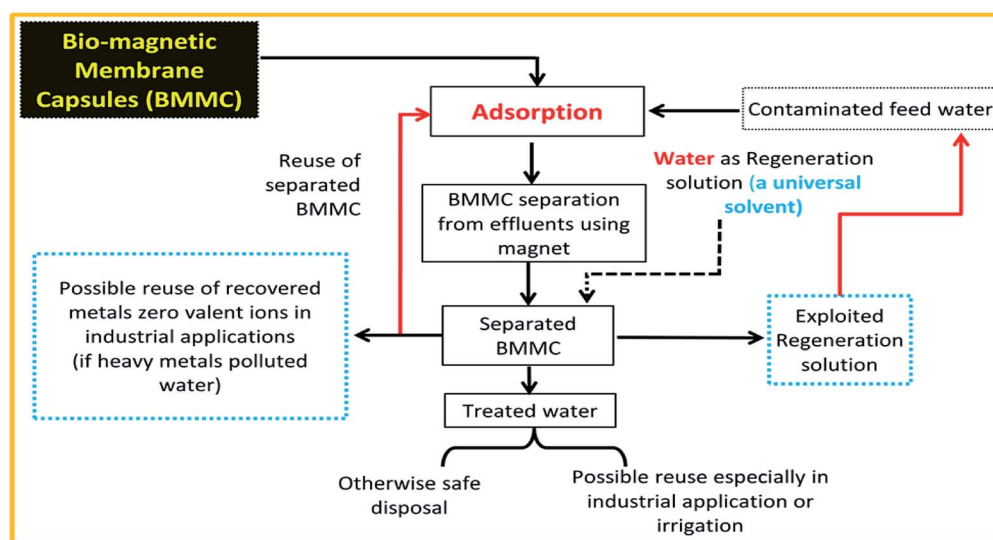 Bio-magnetic
Membrane
Capsules (BMMC)
Adsorption
Contaminated feed water
Reuse of
separated
BMMC
Water as Regeneration
solution (a universal
solvent)
BMMC separation
from effluents using
magnet
Possible reuse of recovered
metals zero valent ions in
industrial applications
(if heavy metals polluted
water)
Separated
BMMC
Exploited
Regeneration
solution
Treated water
Otherwise safe
disposal
Possible reuse especially in
industrial application or
irrigation